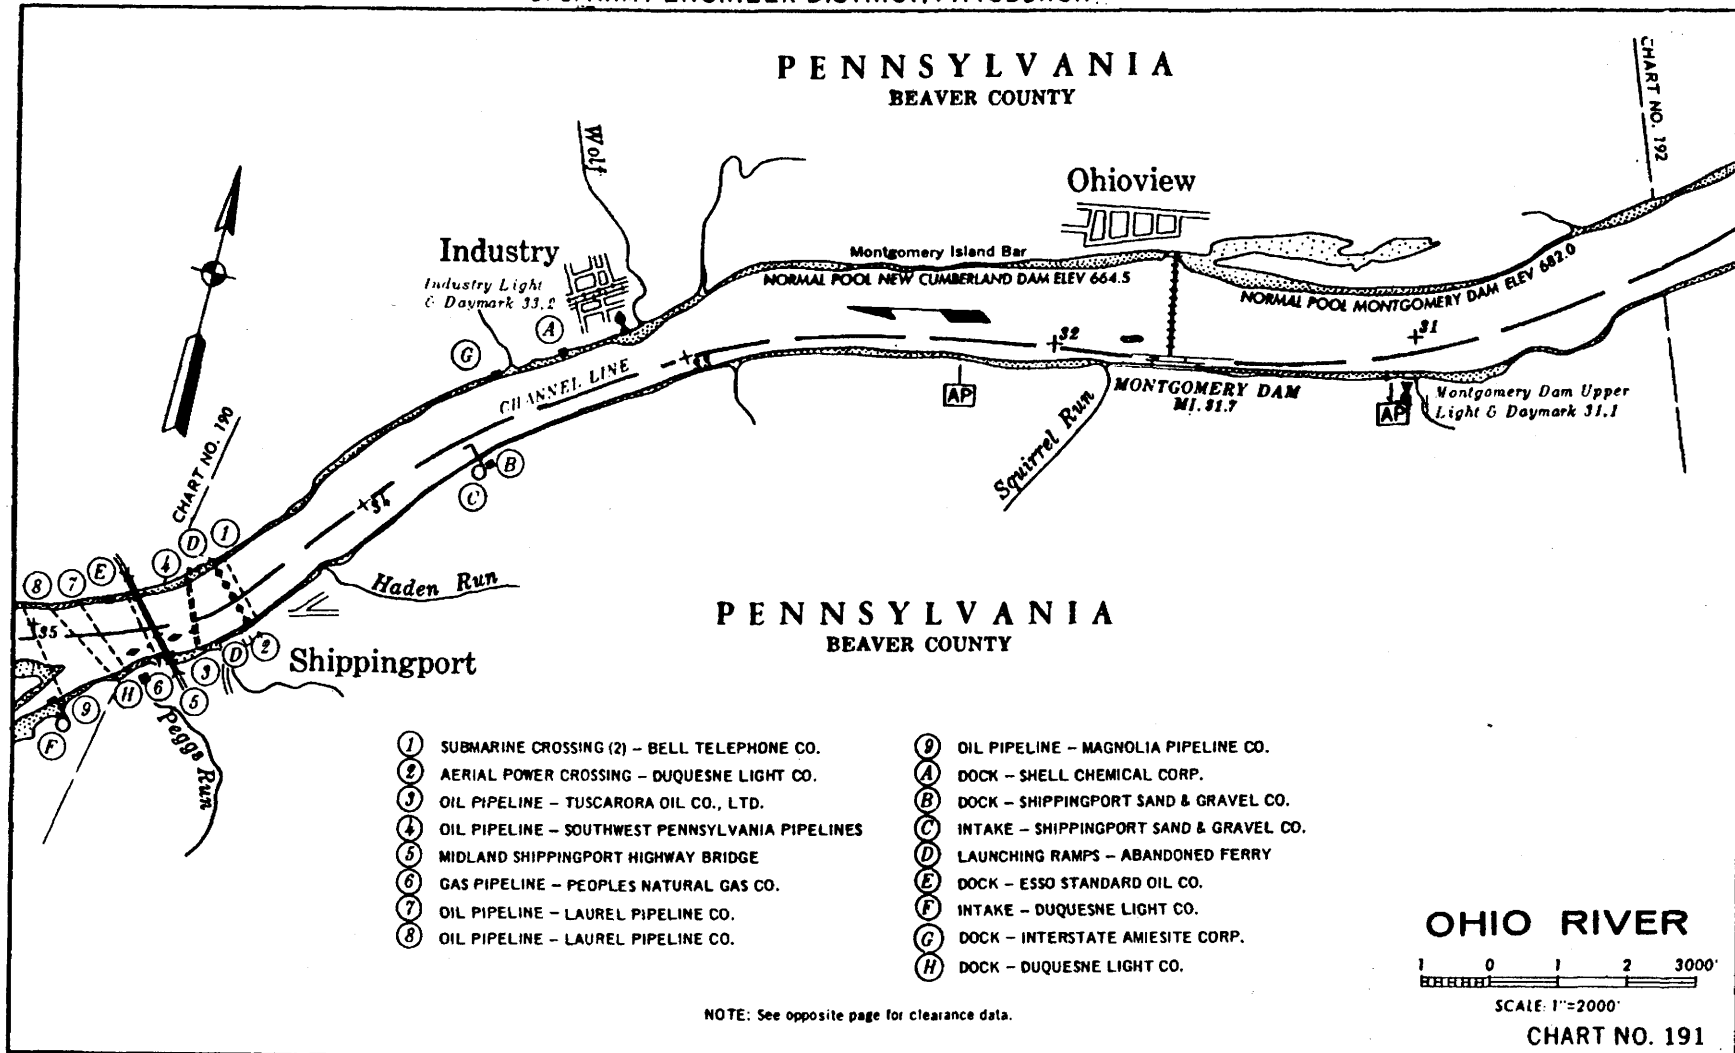 PENNSYLVANIA
BEAVER COUNTY
CHART NO. 192
Wolf
Ohioview
Industry
Industry Light
& Daymark 33.2
Montgomery Island Bar
NORMAL POOL NEW CUMBERLAND DAM ELEV 664.5
NORMAL POOL MONTGOMERY DAM ELEV 682.0
A
G
CHANNEL LINE
32
31
AP
MONTGOMERY DAM
MI. 31.7
AP
Montgomery Dam Upper
Light & Daymark 31.1
Squirrel Run
CHART NO. 190
B
C
34
D
1
4
E
7
8
35
Haden Run
Shippingport
2
D
3
5
6
H
9
F
Peggs Run
PENNSYLVANIA
BEAVER COUNTY
1 SUBMARINE CROSSING (2) – BELL TELEPHONE CO.
2 AERIAL POWER CROSSING – DUQUESNE LIGHT CO.
3 OIL PIPELINE – TUSCARORA OIL CO., LTD.
4 OIL PIPELINE – SOUTHWEST PENNSYLVANIA PIPELINES
5 MIDLAND SHIPPINGPORT HIGHWAY BRIDGE
6 GAS PIPELINE – PEOPLES NATURAL GAS CO.
7 OIL PIPELINE – LAUREL PIPELINE CO.
8 OIL PIPELINE – LAUREL PIPELINE CO.
9 OIL PIPELINE – MAGNOLIA PIPELINE CO.
A DOCK – SHELL CHEMICAL CORP.
B DOCK – SHIPPINGPORT SAND & GRAVEL CO.
C INTAKE – SHIPPINGPORT SAND & GRAVEL CO.
D LAUNCHING RAMPS – ABANDONED FERRY
E DOCK – ESSO STANDARD OIL CO.
F INTAKE – DUQUESNE LIGHT CO.
G DOCK – INTERSTATE AMIESITE CORP.
H DOCK – DUQUESNE LIGHT CO.
NOTE: See opposite page for clearance data.
OHIO RIVER
1 0 1 2 3000'
SCALE: 1"=2000'
CHART NO. 191